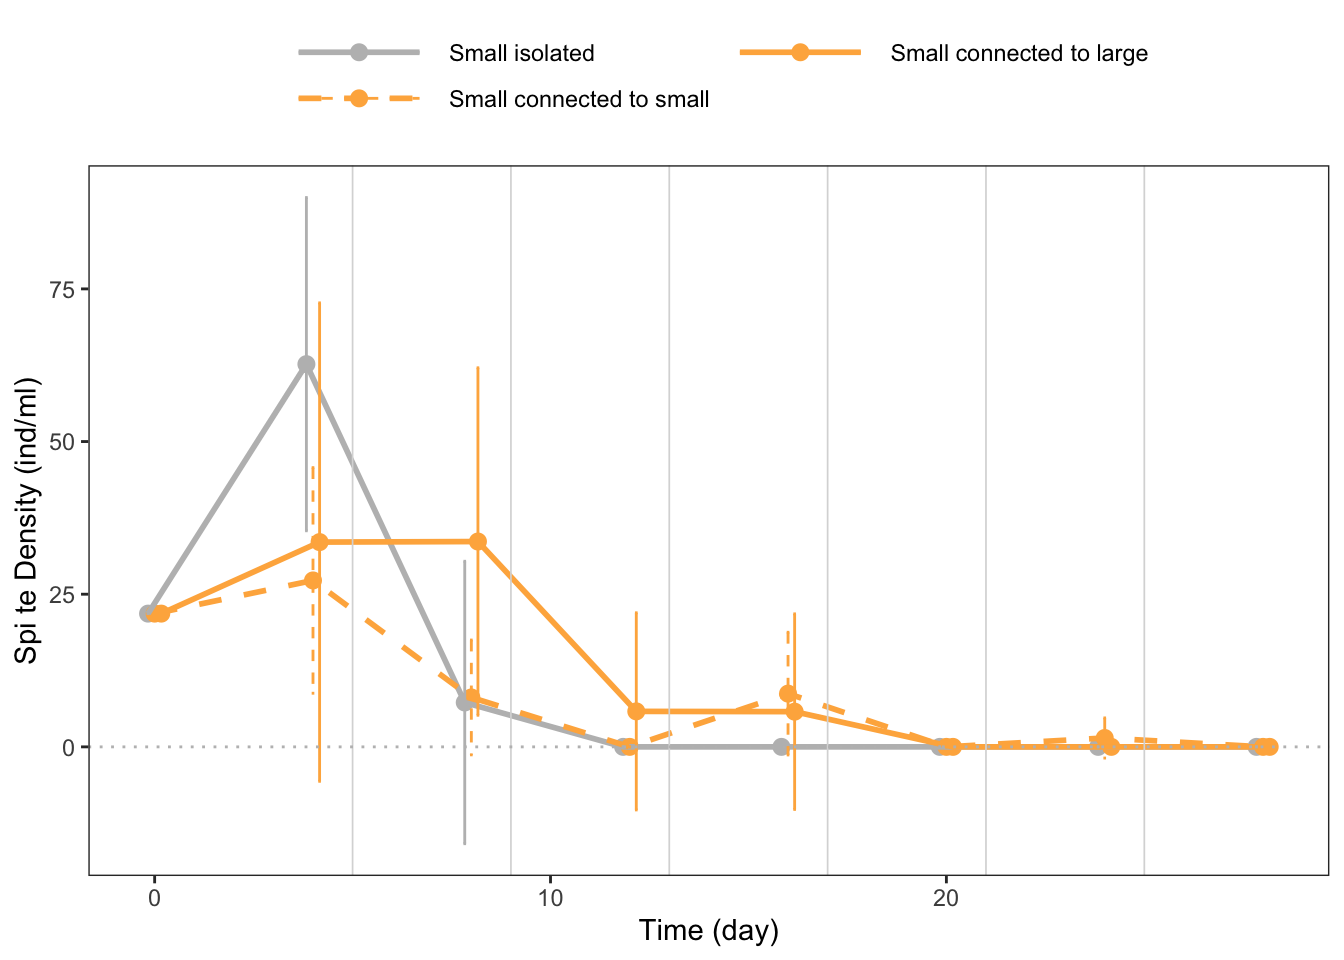 Small isolated
Small connected to large
Small connected to small
75
50
25
0
Spi te Density (ind/ml)
0
10
20
Time (day)